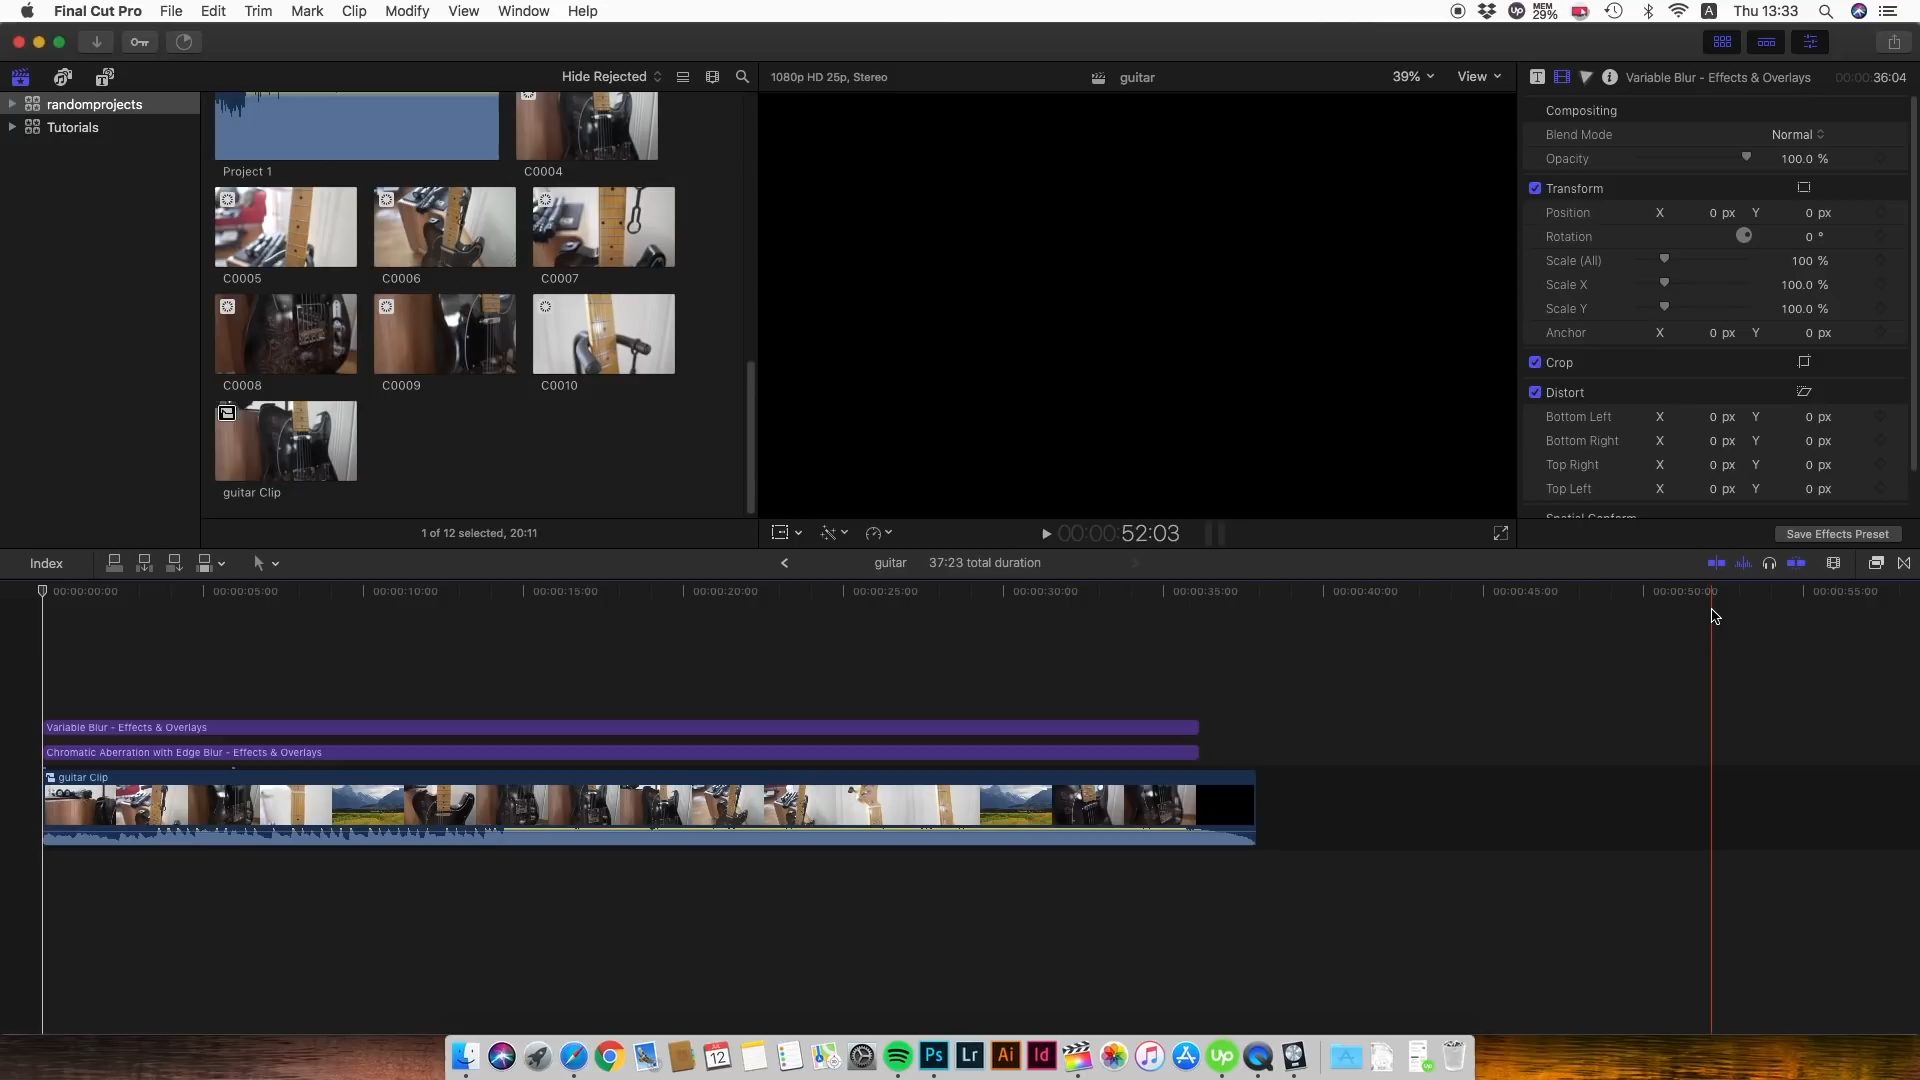 Final Cut Pro File Edit Trim Mark Clip Modify View Window Help
MEM 29% A Thu 13:33
Hide Rejected
1080p HD 25p, Stereo
guitar
39% View
Variable Blur - Effects & Overlays 00:00:36:04
randomprojects
Tutorials
Project 1
C0004
C0005
C0006
C0007
C0008
C0009
C0010
guitar Clip
1 of 12 selected, 20:11
00:00:00:52:03
Compositing
Blend Mode Normal
Opacity 100.0 %
Transform
Position X 0 px Y 0 px
Rotation 0 °
Scale (All) 100 %
Scale X 100.0 %
Scale Y 100.0 %
Anchor X 0 px Y 0 px
Crop
Distort
Bottom Left X 0 px Y 0 px
Bottom Right X 0 px Y 0 px
Top Right X 0 px Y 0 px
Top Left X 0 px Y 0 px
Spatial Conform
Save Effects Preset
Index
guitar 37:23 total duration
00:00:00:00 00:00:05:00 00:00:10:00 00:00:15:00 00:00:20:00 00:00:25:00 00:00:30:00 00:00:35:00 00:00:40:00 00:00:45:00 00:00:50:00 00:00:55:00
Variable Blur - Effects & Overlays
Chromatic Aberration with Edge Blur - Effects & Overlays
guitar Clip
12
Ps Lr Ai Id
Up